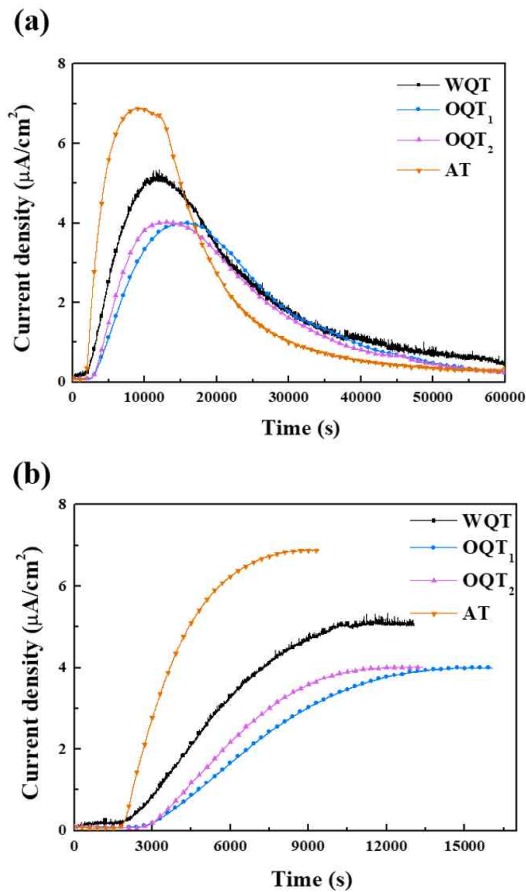 (a)
8
6
4
2
0
Current density (μA/cm²)
WQT
OQT₁
OQT₂
AT
0 10000 20000 30000 40000 50000 60000
Time (s)
(b)
8
6
4
2
0
Current density (μA/cm²)
WQT
OQT₁
OQT₂
AT
0 3000 6000 9000 12000 15000
Time (s)